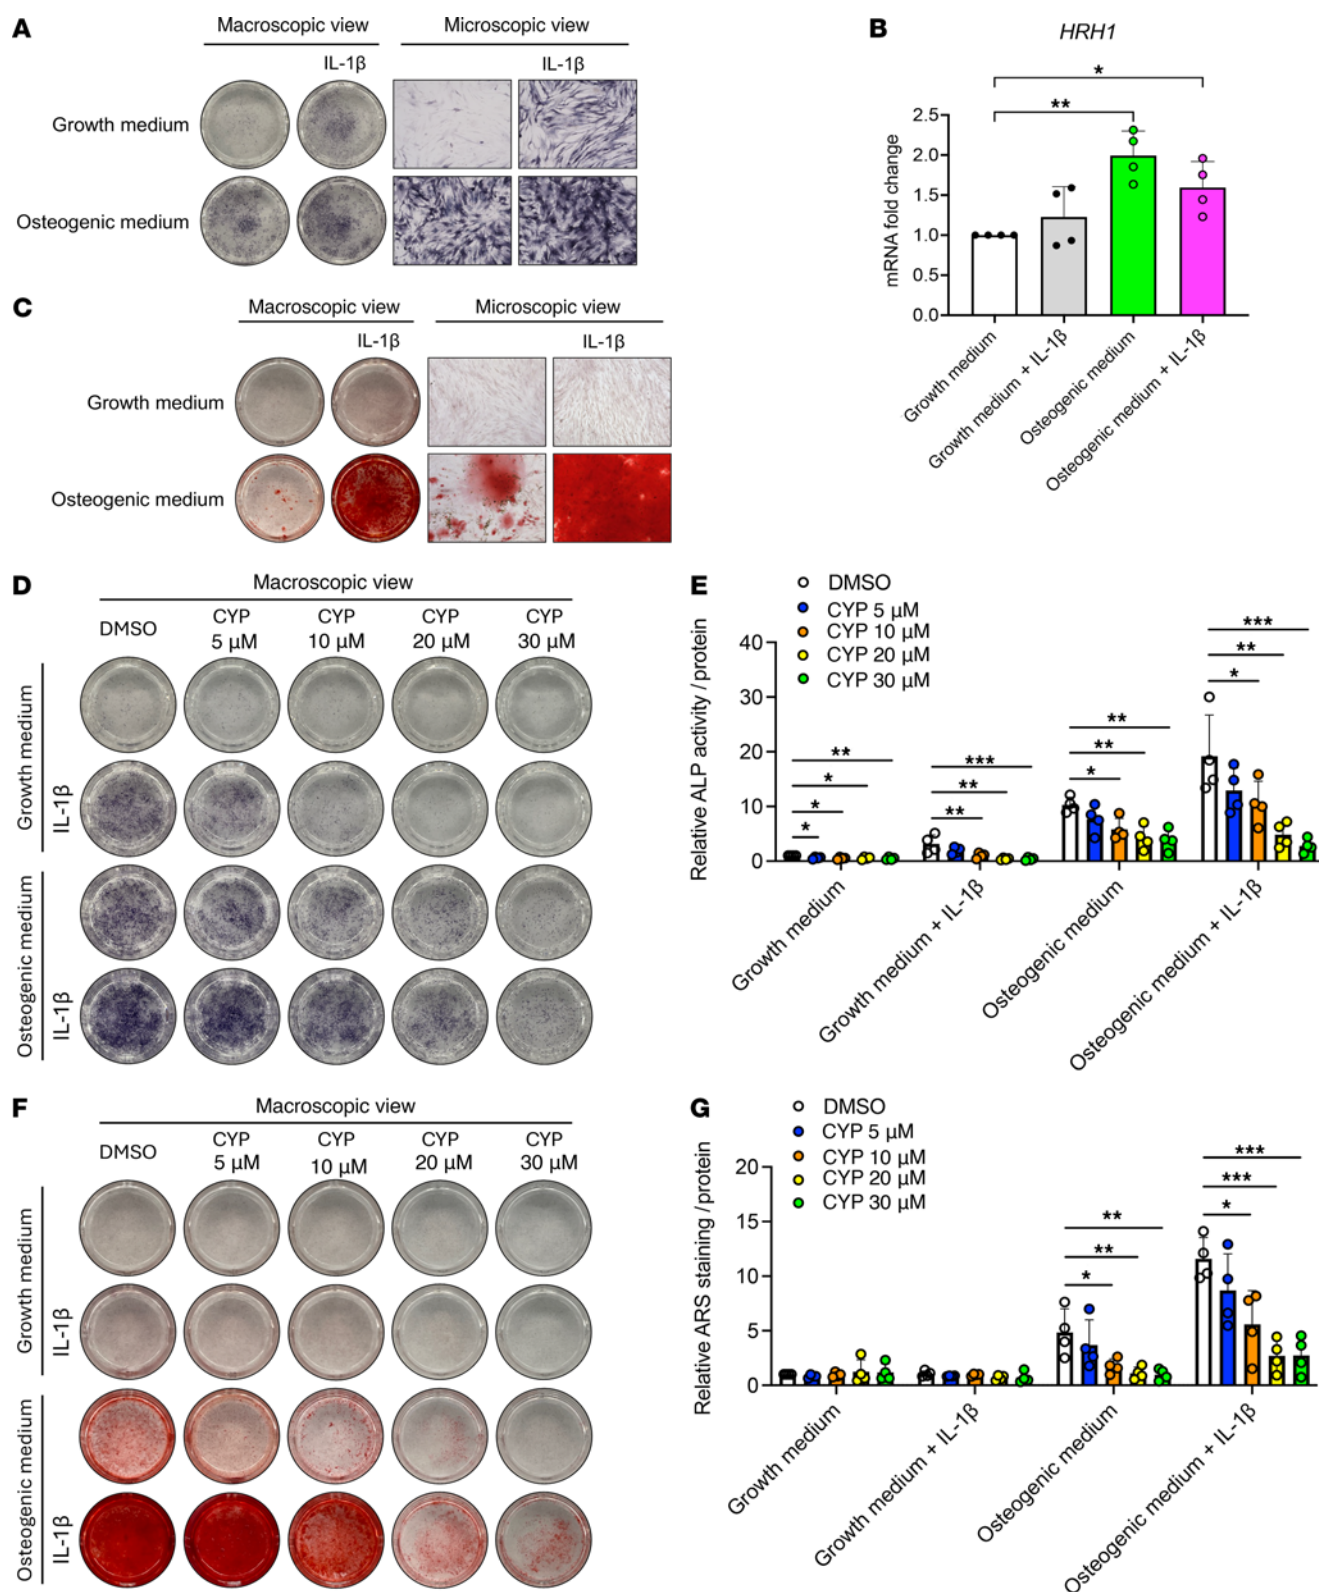 A
Macroscopic view
Microscopic view
IL-1β
IL-1β
Growth medium
Osteogenic medium
B
HRH1
*
**
mRNA fold change
2.5
2.0
1.5
1.0
0.5
0.0
Growth medium
Growth medium + IL-1β
Osteogenic medium
Osteogenic medium + IL-1β
C
Macroscopic view
Microscopic view
IL-1β
IL-1β
Growth medium
Osteogenic medium
D
Macroscopic view
DMSO
CYP
5 μM
CYP
10 μM
CYP
20 μM
CYP
30 μM
Growth medium
IL-1β
Osteogenic medium
IL-1β
E
DMSO
CYP 5 μM
CYP 10 μM
CYP 20 μM
CYP 30 μM
Relative ALP activity / protein
40
30
20
10
0
**
*
*
*
***
**
**
**
**
*
***
**
*
Growth medium
Growth medium + IL-1β
Osteogenic medium
Osteogenic medium + IL-1β
F
Macroscopic view
DMSO
CYP
5 μM
CYP
10 μM
CYP
20 μM
CYP
30 μM
Growth medium
IL-1β
Osteogenic medium
IL-1β
G
DMSO
CYP 5 μM
CYP 10 μM
CYP 20 μM
CYP 30 μM
Relative ARS staining / protein
20
15
10
5
0
**
**
*
***
***
*
Growth medium
Growth medium + IL-1β
Osteogenic medium
Osteogenic medium + IL-1β